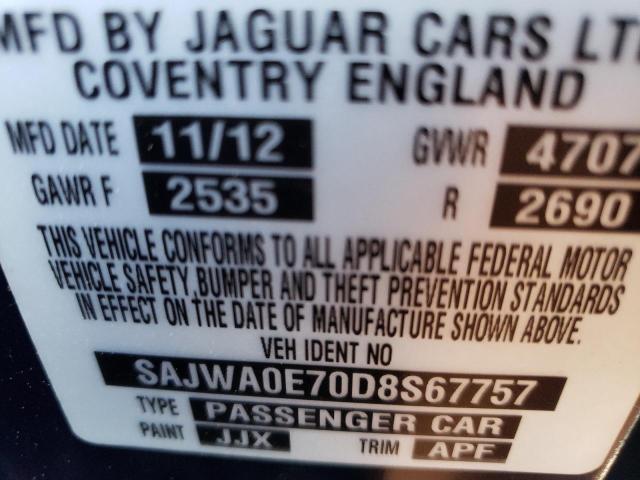 MFD BY JAGUAR CARS LT
COVENTRY ENGLAND
MFD DATE 11/12 GVWR 4707
GAWR F 2535 R 2690
THIS VEHICLE CONFORMS TO ALL APPLICABLE FEDERAL MOTOR
VEHICLE SAFETY, BUMPER AND THEFT PREVENTION STANDARDS
IN EFFECT ON THE DATE OF MANUFACTURE SHOWN ABOVE.
VEH IDENT NO
SAJWA0E70D8S67757
TYPE PASSENGER CAR
PAINT JJX TRIM APF